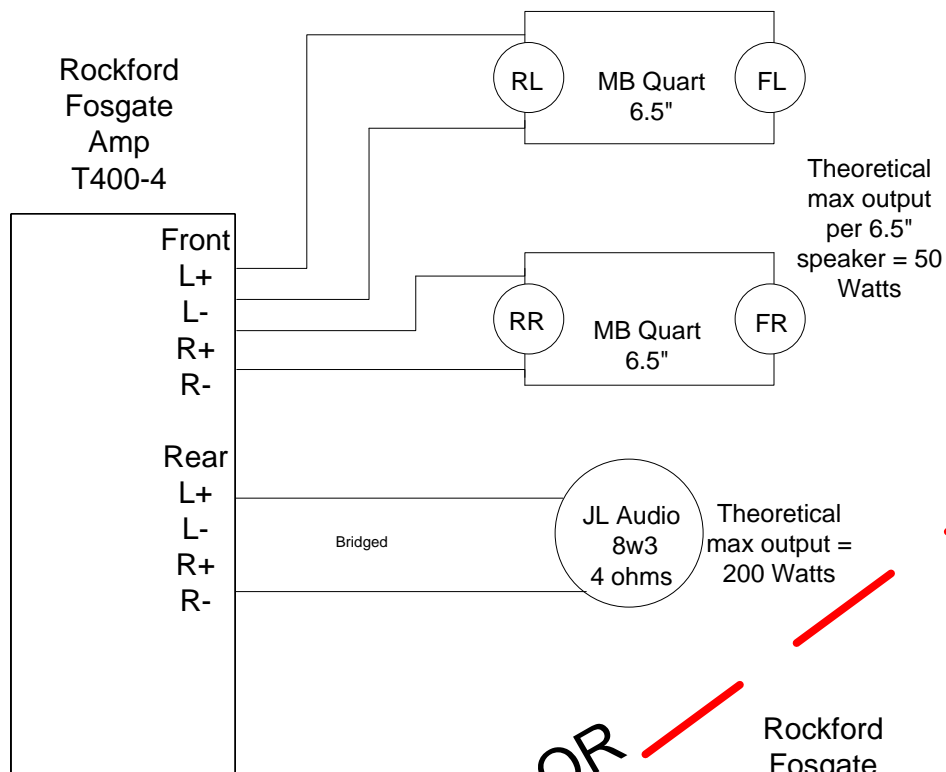 Rockford
Fosgate
Amp
T400-4
RL
MB Quart
6.5"
FL
Theoretical
max output
per 6.5"
speaker = 50
Watts
Front
L+
L-
R+
R-
RR
MB Quart
6.5"
FR
Rear
L+
L-
R+
R-
Bridged
JL Audio
8w3
4 ohms
Theoretical
max output =
200 Watts
OR
Rockford
Fosgate